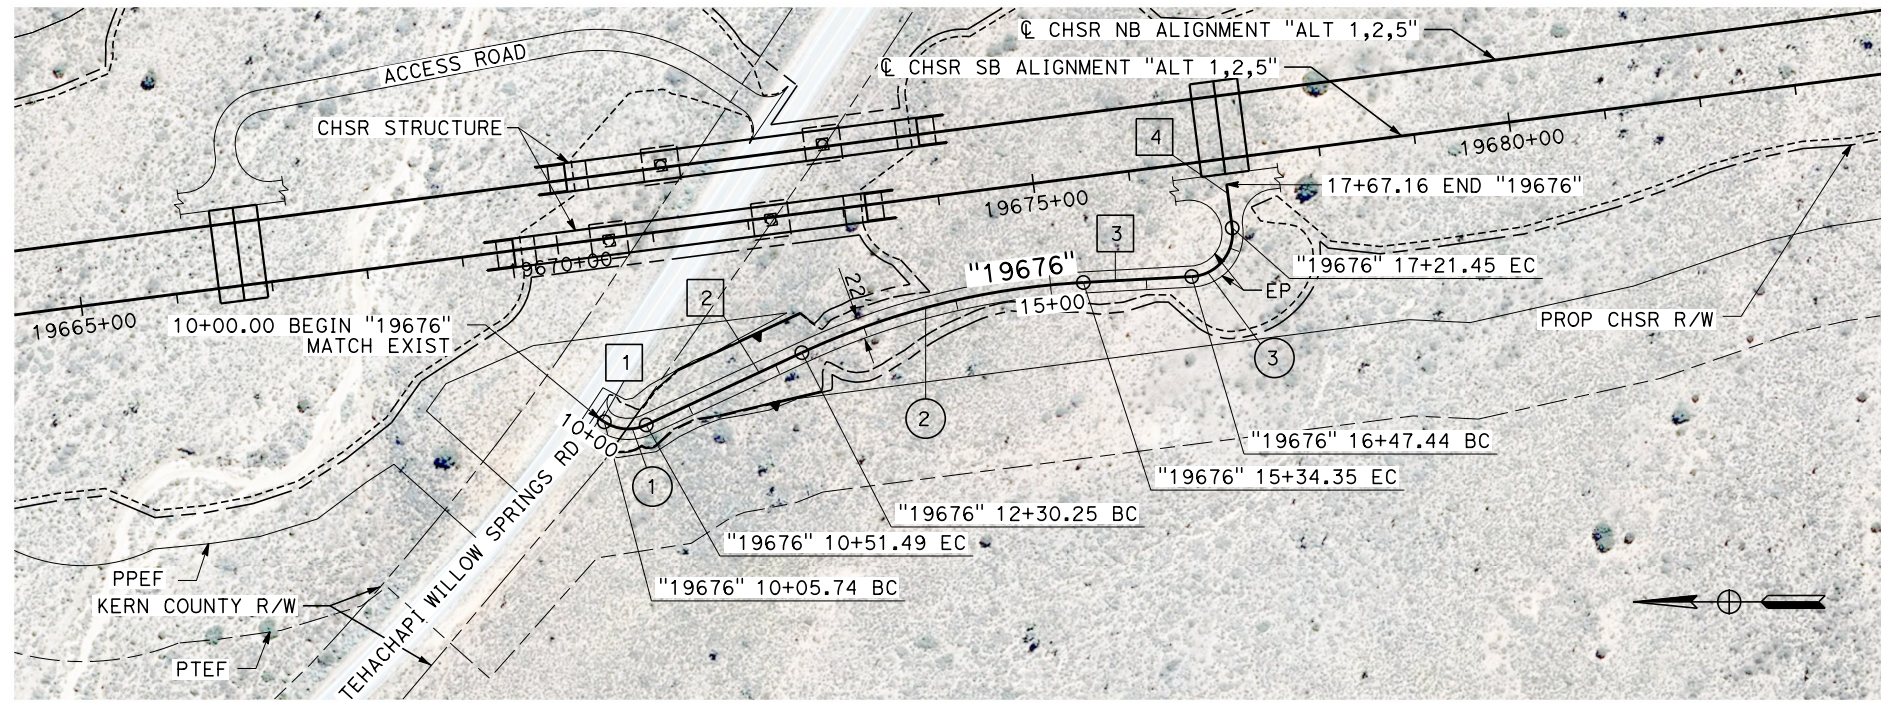 ℄ CHSR NB ALIGNMENT "ALT 1,2,5"
ACCESS ROAD
℄ CHSR SB ALIGNMENT "ALT 1,2,5"
CHSR STRUCTURE
4
19680+00
17+67.16 END "19676"
19675+00
3
19670+00
"19676"
"19676" 17+21.45 EC
22'
EP
2
15+00
19665+00
10+00.00 BEGIN "19676"
MATCH EXIST
PROP CHSR R/W
1
3
2
10+00
"19676" 16+47.44 BC
"19676" 15+34.35 EC
1
"19676" 12+30.25 BC
"19676" 10+51.49 EC
PPEF
"19676" 10+05.74 BC
KERN COUNTY R/W
TEHACHAPI WILLOW SPRINGS RD
PTEF